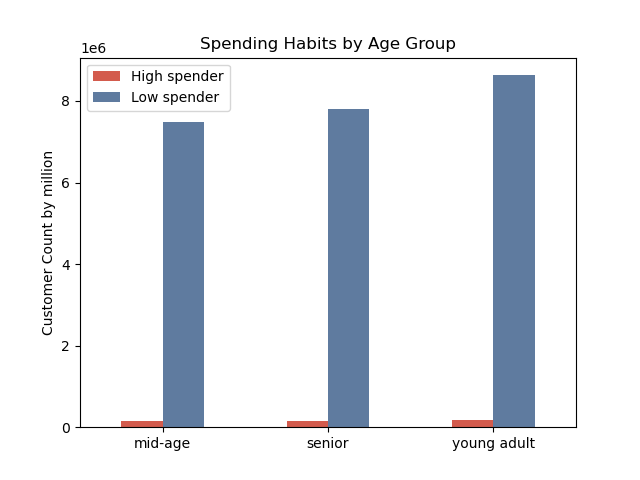 Spending Habits by Age Group
1e6
High spender
Low spender
8
6
4
2
0
Customer Count by million
mid-age
senior
young adult